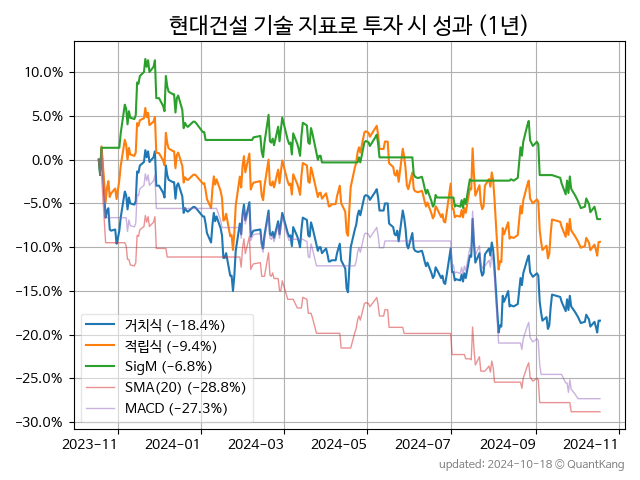 현대건설 기술 지표로 투자 시 성과 (1년)
10.0%
5.0%
0.0%
−5.0%
−10.0%
−15.0%
−20.0%
−25.0%
−30.0%
거치식 (−18.4%)
적립식 (−9.4%)
SigM (−6.8%)
SMA(20) (−28.8%)
MACD (−27.3%)
2023-11 2024-01 2024-03 2024-05 2024-07 2024-09 2024-11
updated: 2024-10-18 © QuantKang